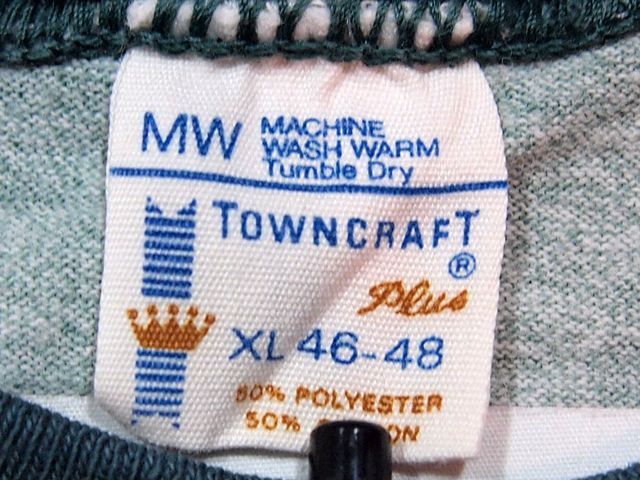 MW MACHINE
WASH WARM
Tumble Dry
TOWNCRAFT
®
Plus
XL 46-48
50% POLYESTER
50%